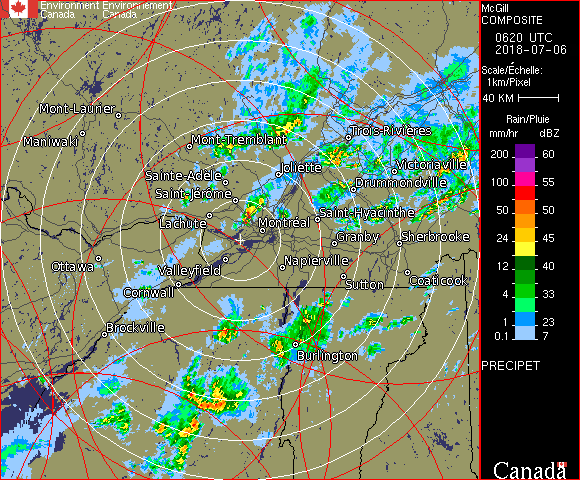 Environment Environnement
Canada Canada
McGill
COMPOSITE
0620 UTC
2018-07-06
Scale/Échelle:
1km/Pixel
40 KM
Rain/Pluie
mm/hr dBZ
200 60
100 55
50 50
24 45
12 40
4 33
0.5 23
0.1 7
PRECIPET
Canada
Mont-Laurier
Maniwaki
Mont-Tremblant
Trois-Rivières
Sainte-Adèle
Joliette
Victoriaville
Saint-Jérôme
Drummondville
Lachute
Montréal
Saint-Hyacinthe
Ottawa
Granby
Sherbrooke
Valleyfield
Napierville
Cornwall
Sutton
Coaticook
Brockville
Burlington